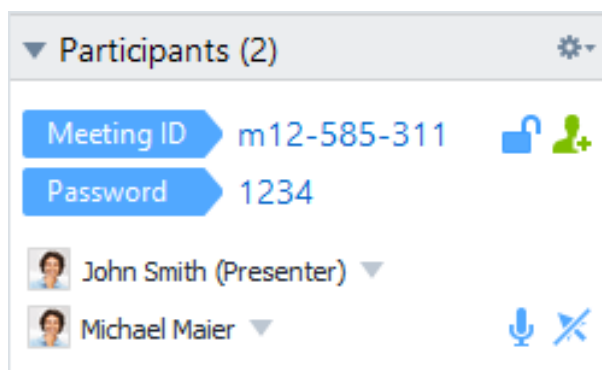 Participants (2)
Meeting ID m12-585-311
Password 1234
John Smith (Presenter)
Michael Maier